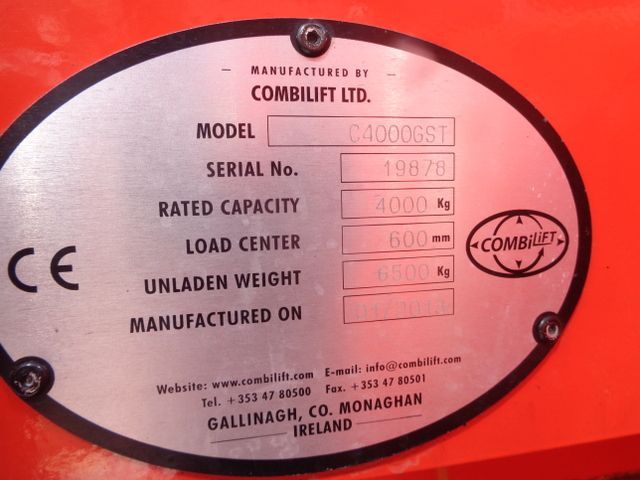 MANUFACTURED BY
COMBILIFT LTD.
MODEL C4000GST
SERIAL No. 19878
RATED CAPACITY 4000 Kg
LOAD CENTER 600 mm
UNLADEN WEIGHT 6500 Kg
MANUFACTURED ON 01/2013
CE
COMBiLiFT
Website: www.combilift.com E-mail: info@combilift.com
Tel. + 353 47 80500 Fax. + 353 47 80501
GALLINAGH, CO. MONAGHAN
IRELAND